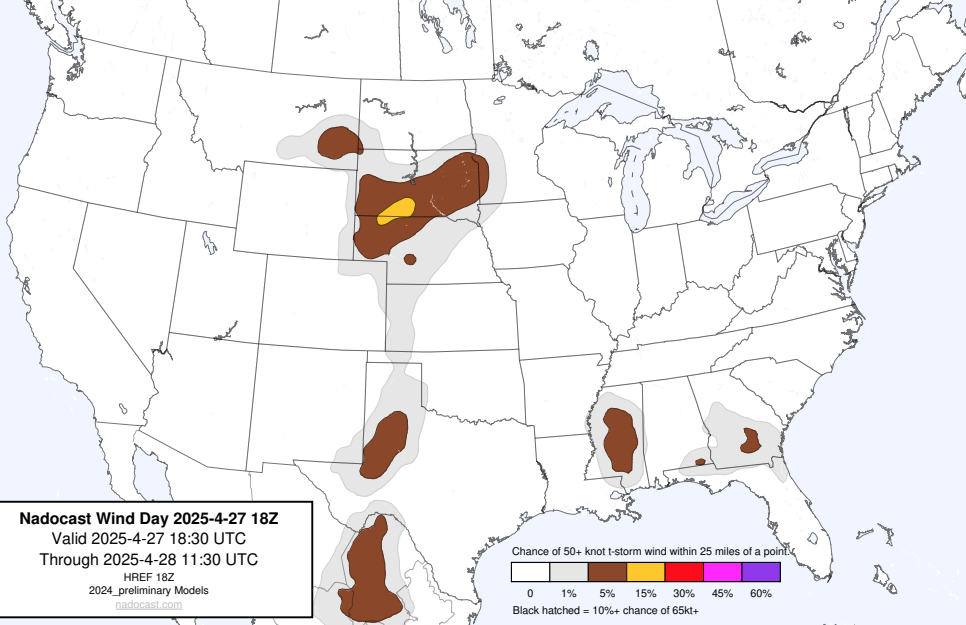 Nadocast Wind Day 2025-4-27 18Z
Valid 2025-4-27 18:30 UTC
Through 2025-4-28 11:30 UTC
HREF 18Z
2024_preliminary Models
nadocast.com
Chance of 50+ knot t-storm wind within 25 miles of a point.
0 1% 5% 15% 30% 45% 60%
Black hatched = 10%+ chance of 65kt+